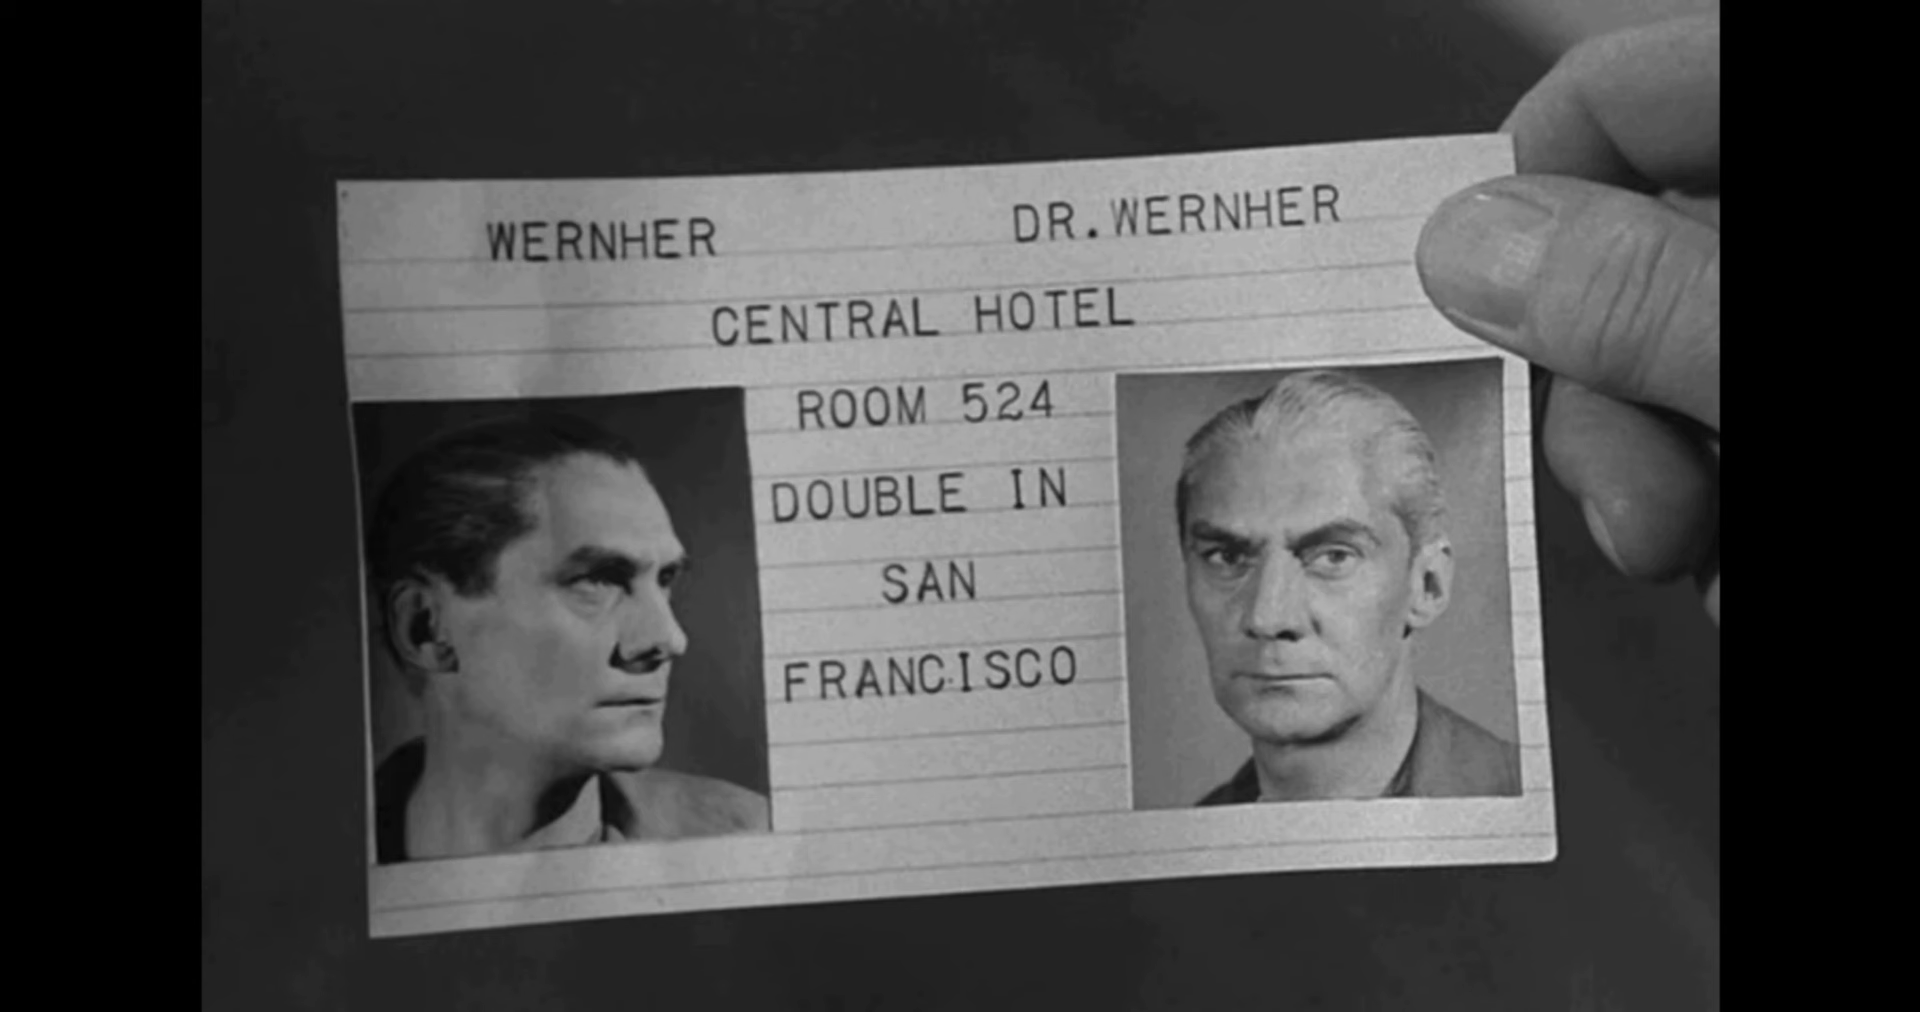 WERNHER DR. WERNHER
CENTRAL HOTEL
ROOM 524
DOUBLE IN
SAN
FRANCISCO